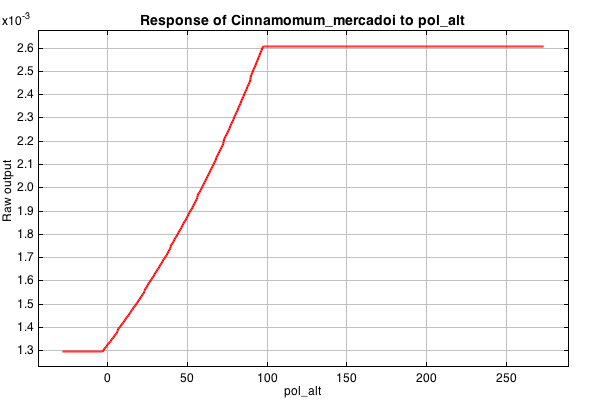 x10-3
Response of Cinnamomum_mercadoi to pol_alt
2.6
2.5
2.4
2.3
2.2
2.1
2.0
1.9
1.8
1.7
1.6
1.5
1.4
1.3
Raw output
0 50 100 150 200 250
pol_alt